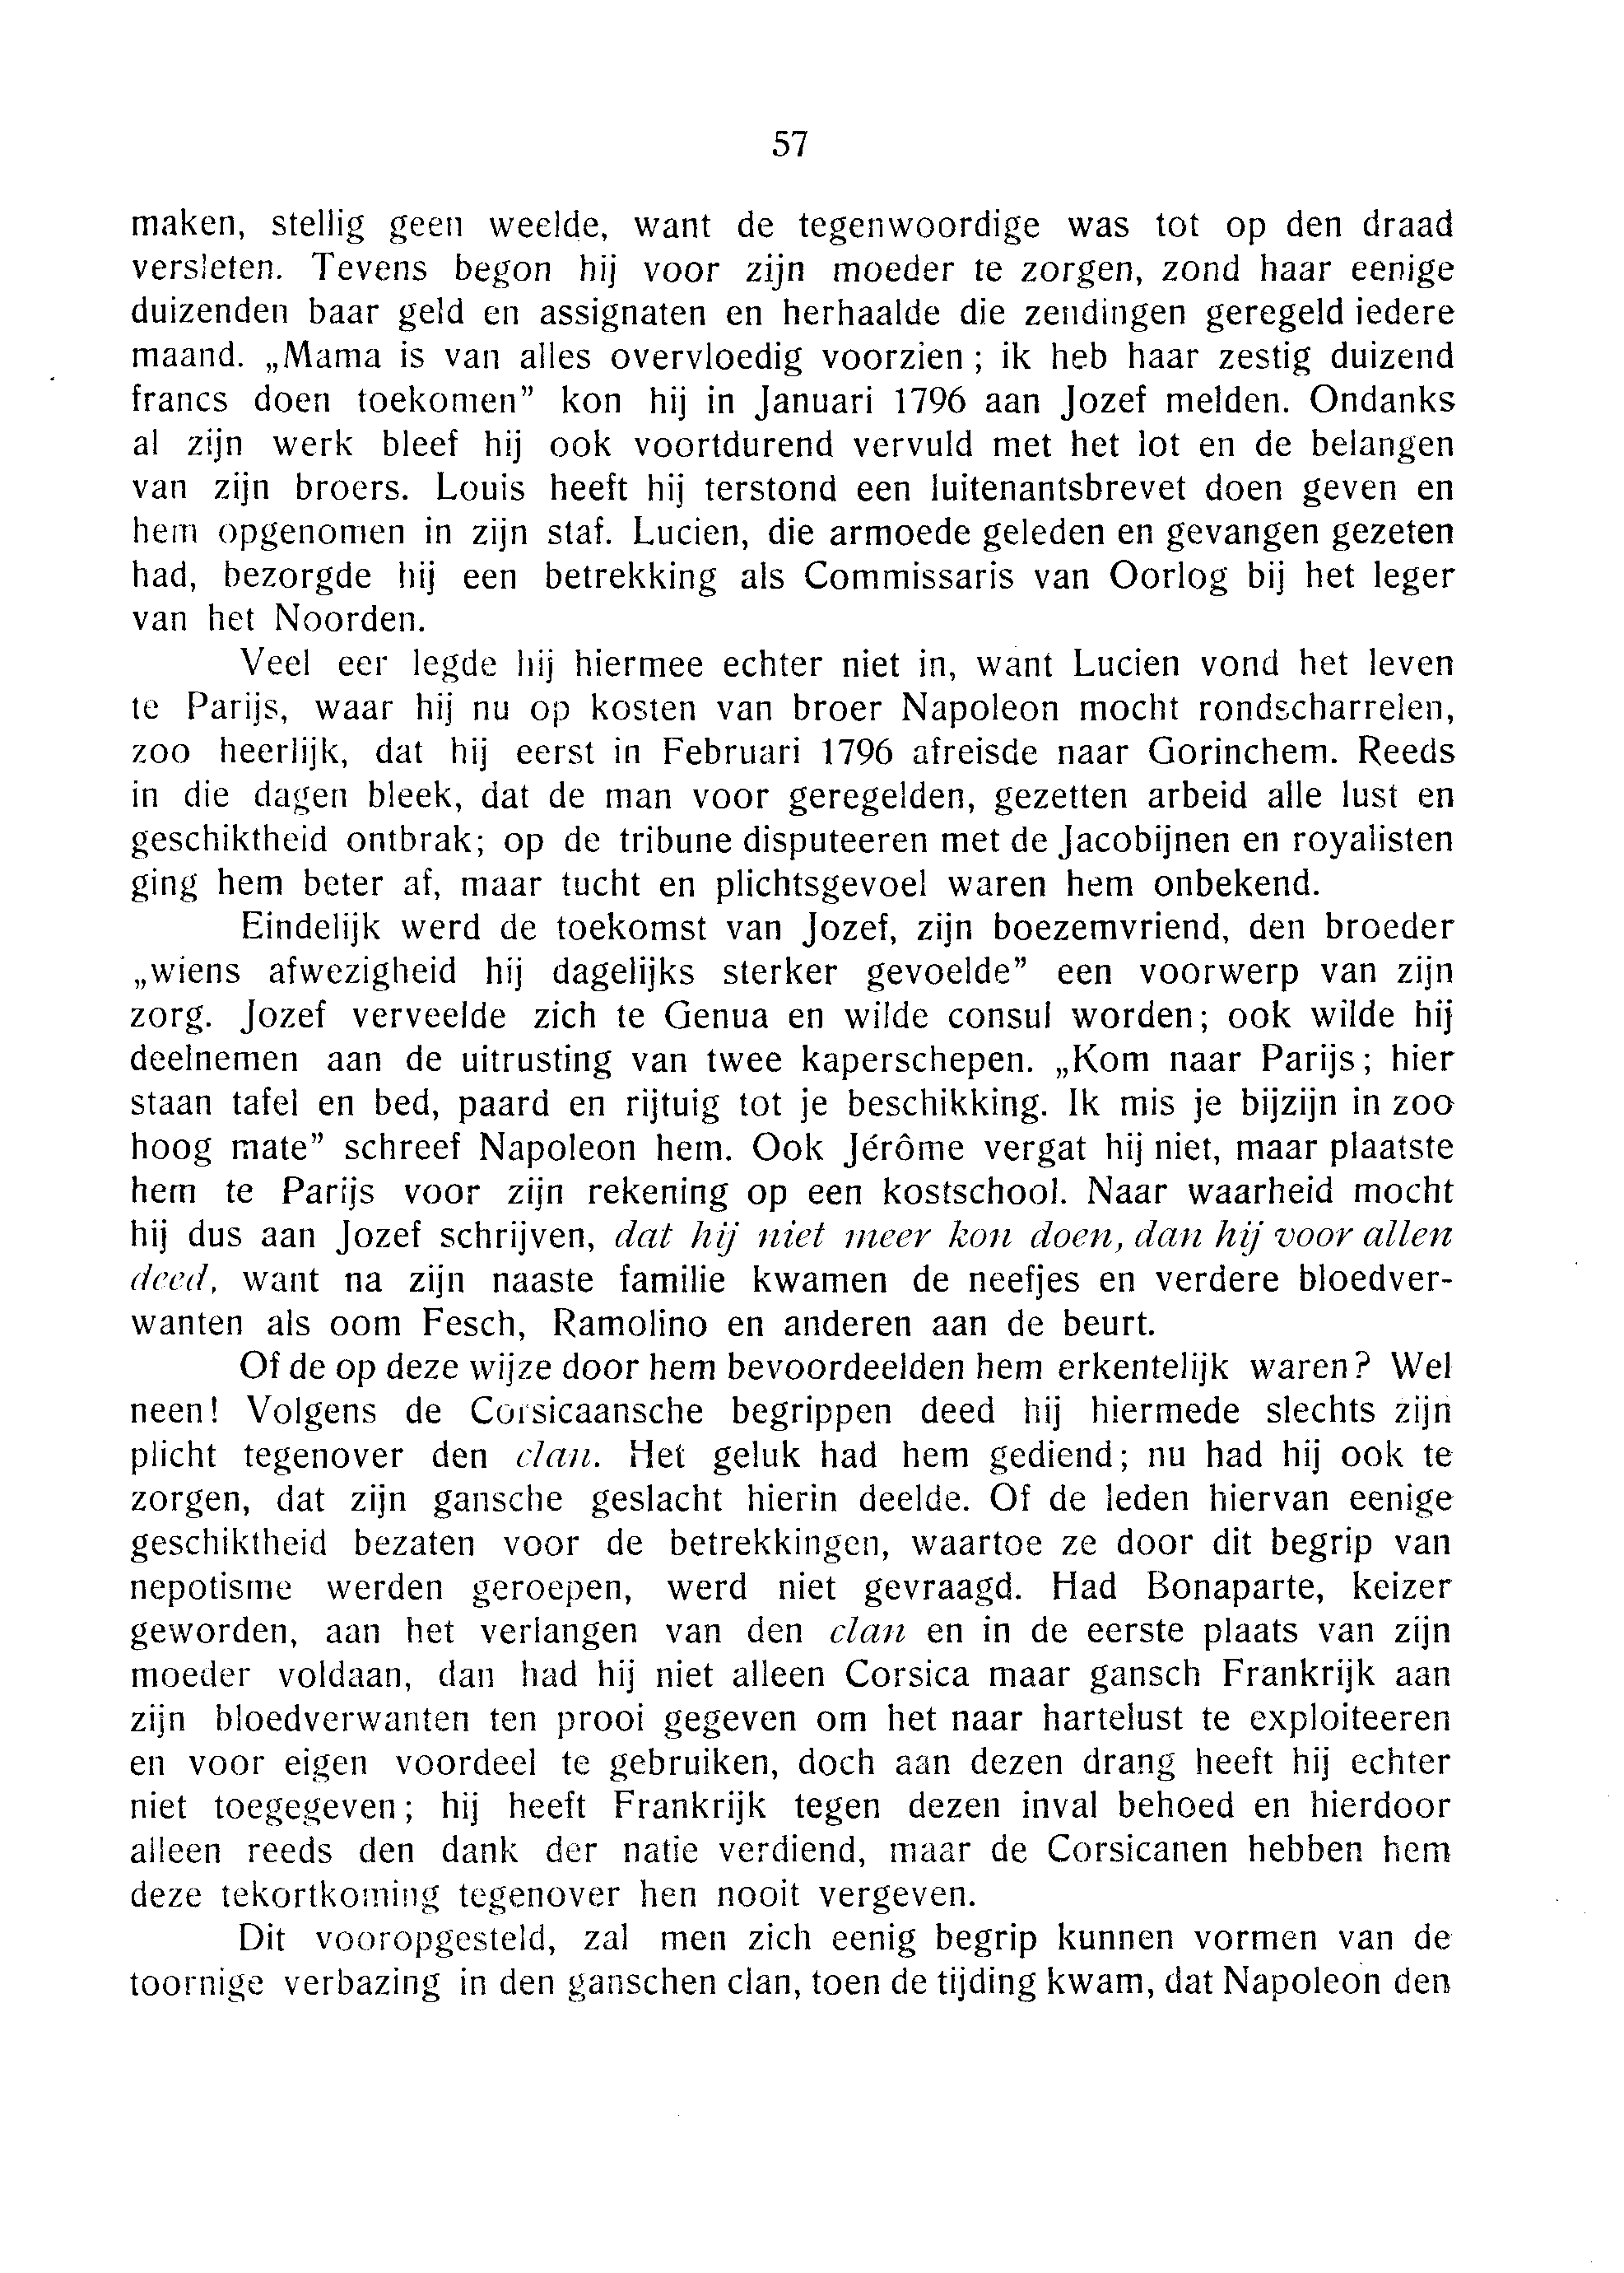 57
maken, stellig geen weelde, want de tegenwoordige was tot op den draad
versleten. Tevens begon hij voor zijn moeder te zorgen, zond haar eenige
duizenden baar geld en assignaten en herhaalde die zendingen geregeld iedere
maand. „Mama is van alles overvloedig voorzien; ik heb haar zestig duizend
francs doen toekomen” kon hij in Januari 1796 aan Jozef melden. Ondanks
al zijn werk bleef hij ook voortdurend vervuld met het lot en de belangen
van zijn broers. Louis heeft hij terstond een luitenantsbrevet doen geven en
hem opgenomen in zijn staf. Lucien, die armoede geleden en gevangen gezeten
had, bezorgde hij een betrekking als Commissaris van Oorlog bij het leger
van het Noorden.
Veel eer legde hij hiermee echter niet in, want Lucien vond het leven
te Parijs, waar hij nu op kosten van broer Napoleon mocht rondscharrelen,
zoo heerlijk, dat hij eerst in Februari 1796 afreisde naar Gorinchem. Reeds
in die dagen bleek, dat de man voor geregelden, gezetten arbeid alle lust en
geschiktheid ontbrak; op de tribune disputeeren met de Jacobijnen en royalisten
ging hem beter af, maar tucht en plichtsgevoel waren hem onbekend.
Eindelijk werd de toekomst van Jozef, zijn boezemvriend, den broeder
„wiens afwezigheid hij dagelijks sterker gevoelde” een voorwerp van zijn
zorg. Jozef verveelde zich te Genua en wilde consul worden; ook wilde hij
deelnemen aan de uitrusting van twee kaperschepen. „Kom naar Parijs; hier
staan tafel en bed, paard en rijtuig tot je beschikking. Ik mis je bijzijn in zoo
hoog mate” schreef Napoleon hem. Ook Jérôme vergat hij niet, maar plaatste
hem te Parijs voor zijn rekening op een kostschool. Naar waarheid mocht
hij dus aan Jozef schrijven, dat hij niet meer kon doen, dan hij voor allen
deed, want na zijn naaste familie kwamen de neefjes en verdere bloedver-
wanten als oom Fesch, Ramolino en anderen aan de beurt.
Of de op deze wijze door hem bevoordeelden hem erkentelijk waren? Wel
neen! Volgens de Corsicaansche begrippen deed hij hiermede slechts zijn
plicht tegenover den clan. Het geluk had hem gediend; nu had hij ook te
zorgen, dat zijn gansche geslacht hierin deelde. Of de leden hiervan eenige
geschiktheid bezaten voor de betrekkingen, waartoe ze door dit begrip van
nepotisme werden geroepen, werd niet gevraagd. Had Bonaparte, keizer
geworden, aan het verlangen van den clan en in de eerste plaats van zijn
moeder voldaan, dan had hij niet alleen Corsica maar gansch Frankrijk aan
zijn bloedverwanten ten prooi gegeven om het naar hartelust te exploiteeren
en voor eigen voordeel te gebruiken, doch aan dezen drang heeft hij echter
niet toegegeven; hij heeft Frankrijk tegen dezen inval behoed en hierdoor
alleen reeds den dank der natie verdiend, maar de Corsicanen hebben hem
deze tekortkoming tegenover hen nooit vergeven.
Dit vooropgesteld, zal men zich eenig begrip kunnen vormen van de
toornige verbazing in den ganschen clan, toen de tijding kwam, dat Napoleon den